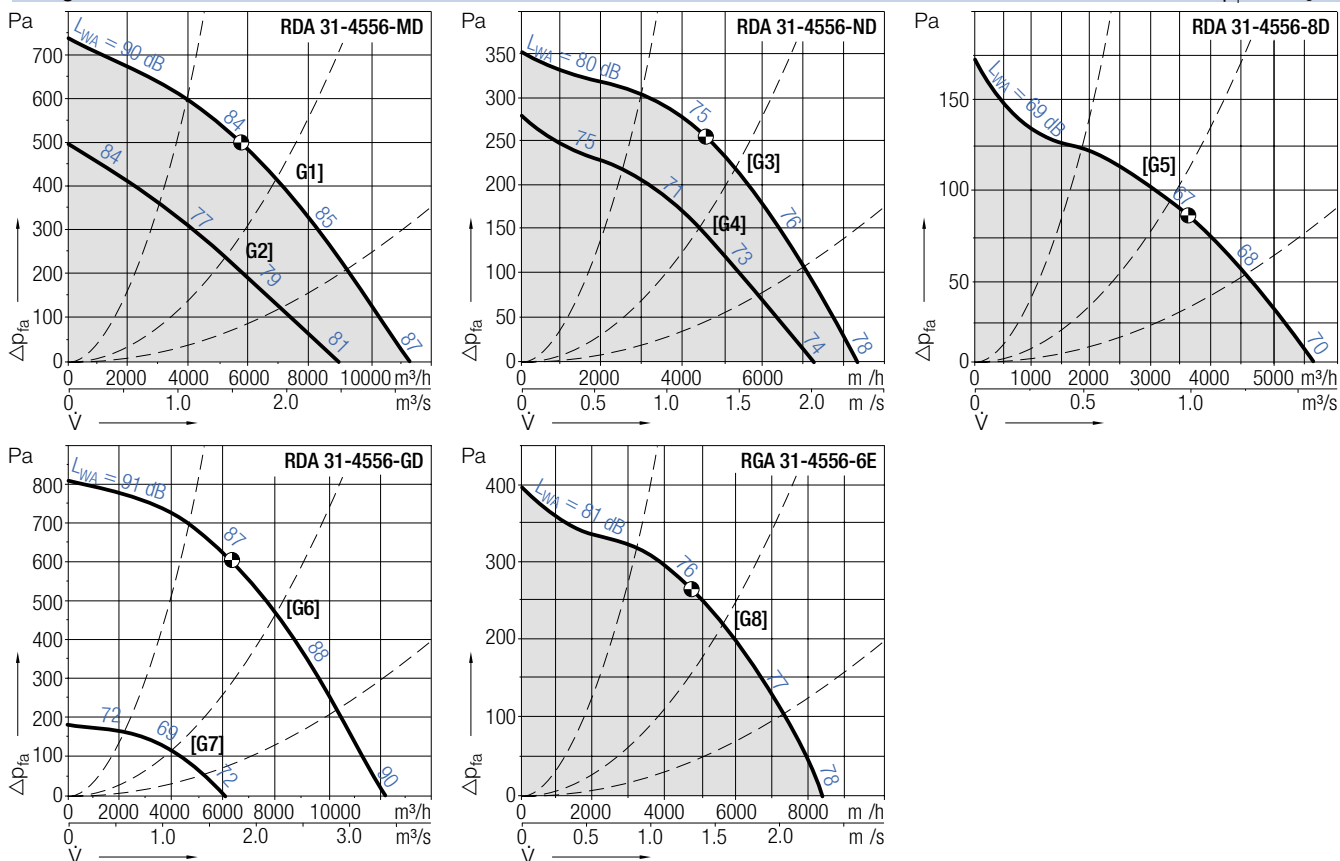 Pa
RDA 31-4556-MD
700
600
500
400
300
200
100
0
LWA = 90 dB
84
85
87
G1]
84
77
79
81
G2]
Δpfa
0 2000 4000 6000 8000 10000 m³/h
0 1.0 2.0 m³/s
V̇
Pa
RDA 31-4556-ND
350
300
250
200
150
100
50
0
LWA = 80 dB
75
76
78
[G3]
75
71
73
74
[G4]
Δpfa
0 2000 4000 6000 m /h
0 0.5 1.0 1.5 2.0 m /s
V̇
Pa
RDA 31-4556-8D
150
100
50
0
LWA = 69 dB
67
68
70
[G5]
Δpfa
0 1000 2000 3000 4000 5000 m³/h
0 0.5 1.0 m³/s
V̇
Pa
RDA 31-4556-GD
800
700
600
500
400
300
200
100
0
LWA = 91 dB
87
88
90
[G6]
72
69
72
[G7]
Δpfa
0 2000 4000 6000 8000 10000 m³/h
0 1.0 2.0 3.0 m³/s
V̇
Pa
RGA 31-4556-6E
400
300
200
100
0
LWA = 81 dB
76
77
78
[G8]
Δpfa
0 2000 4000 6000 8000 m /h
0 0.5 1.0 1.5 2.0 m /s
V̇